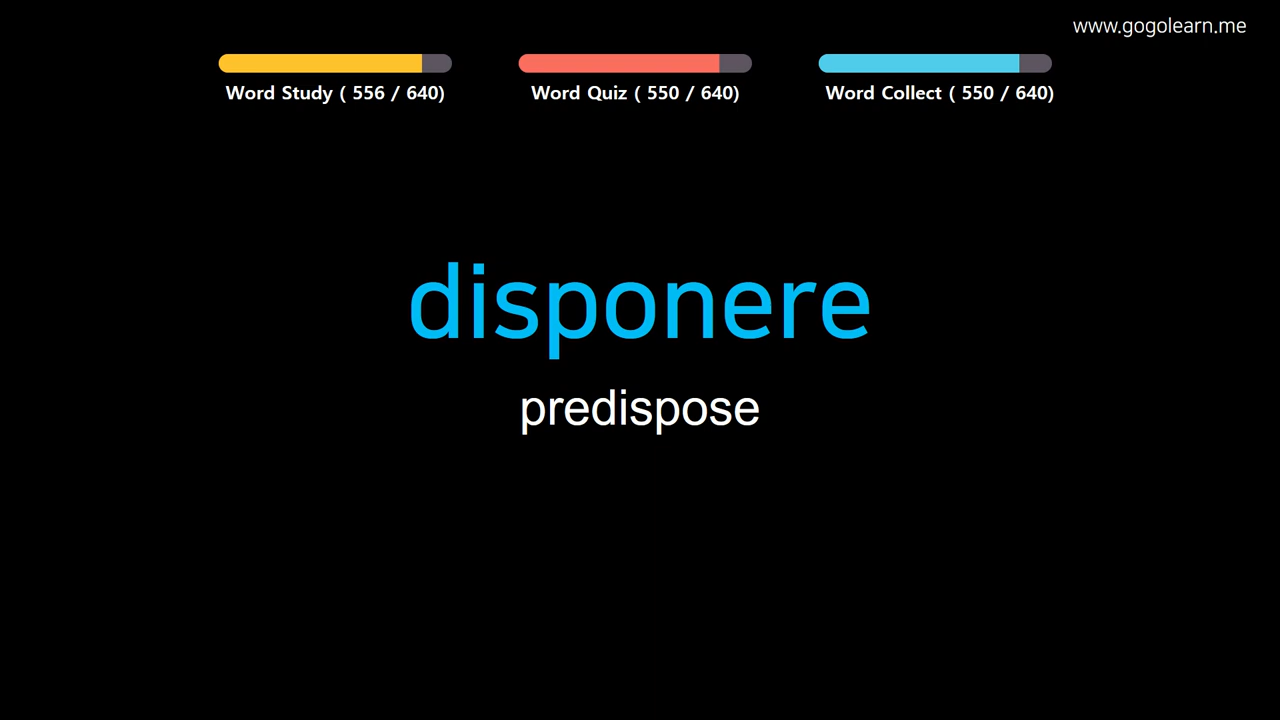 www.gogolearn.me
Word Study ( 556 / 640)
Word Quiz ( 550 / 640)
Word Collect ( 550 / 640)
disponere
predispose